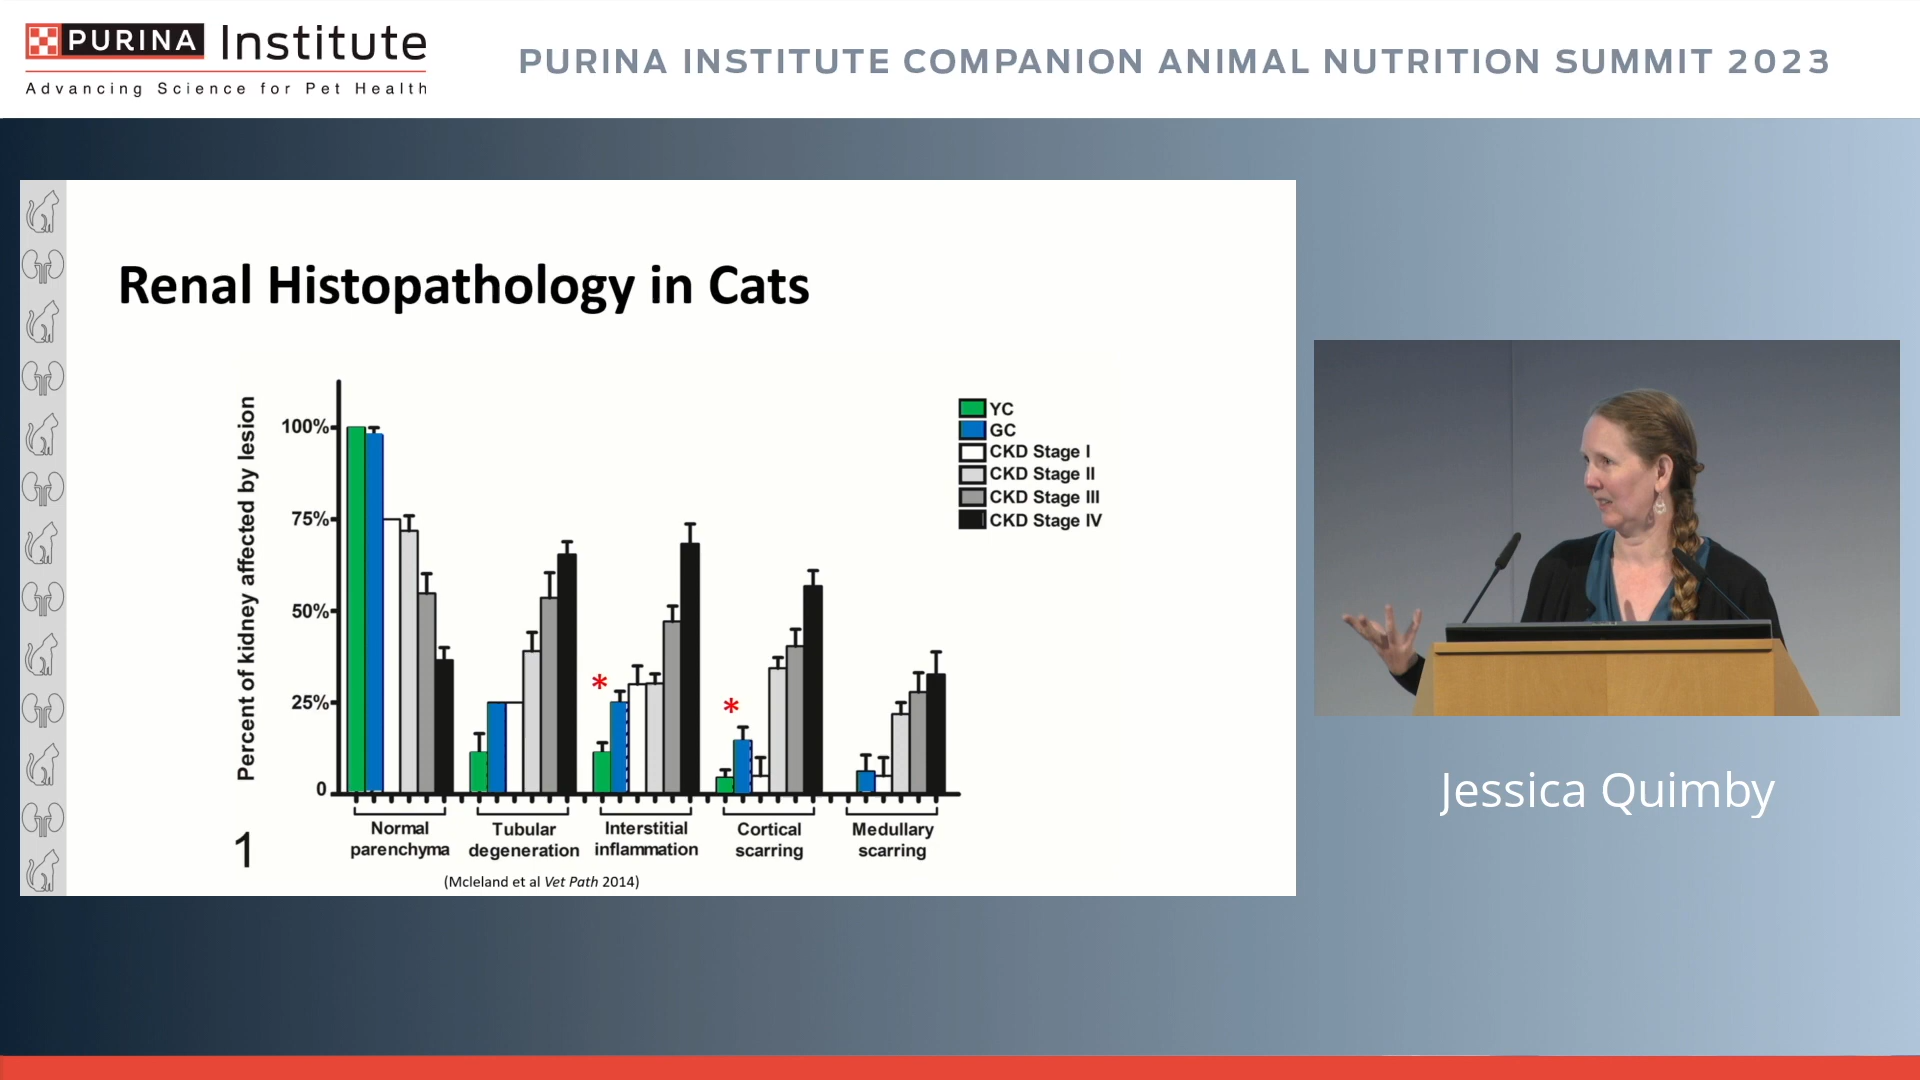 PURINA Institute
Advancing Science for Pet Health
PURINA INSTITUTE COMPANION ANIMAL NUTRITION SUMMIT 2023
Renal Histopathology in Cats
Percent of kidney affected by lesion
100%
75%
50%
25%
0
*
*
YC
GC
CKD Stage I
CKD Stage II
CKD Stage III
CKD Stage IV
Normal
parenchyma
Tubular
degeneration
Interstitial
inflammation
Cortical
scarring
Medullary
scarring
1
(Mcleland et al Vet Path 2014)
Jessica Quimby